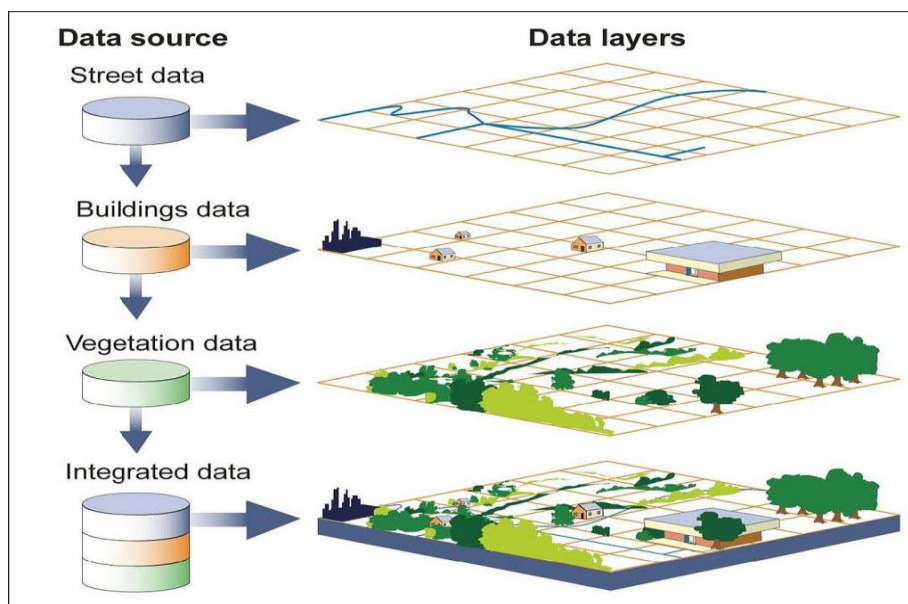 Data source
Data layers
Street data
Buildings data
Vegetation data
Integrated data